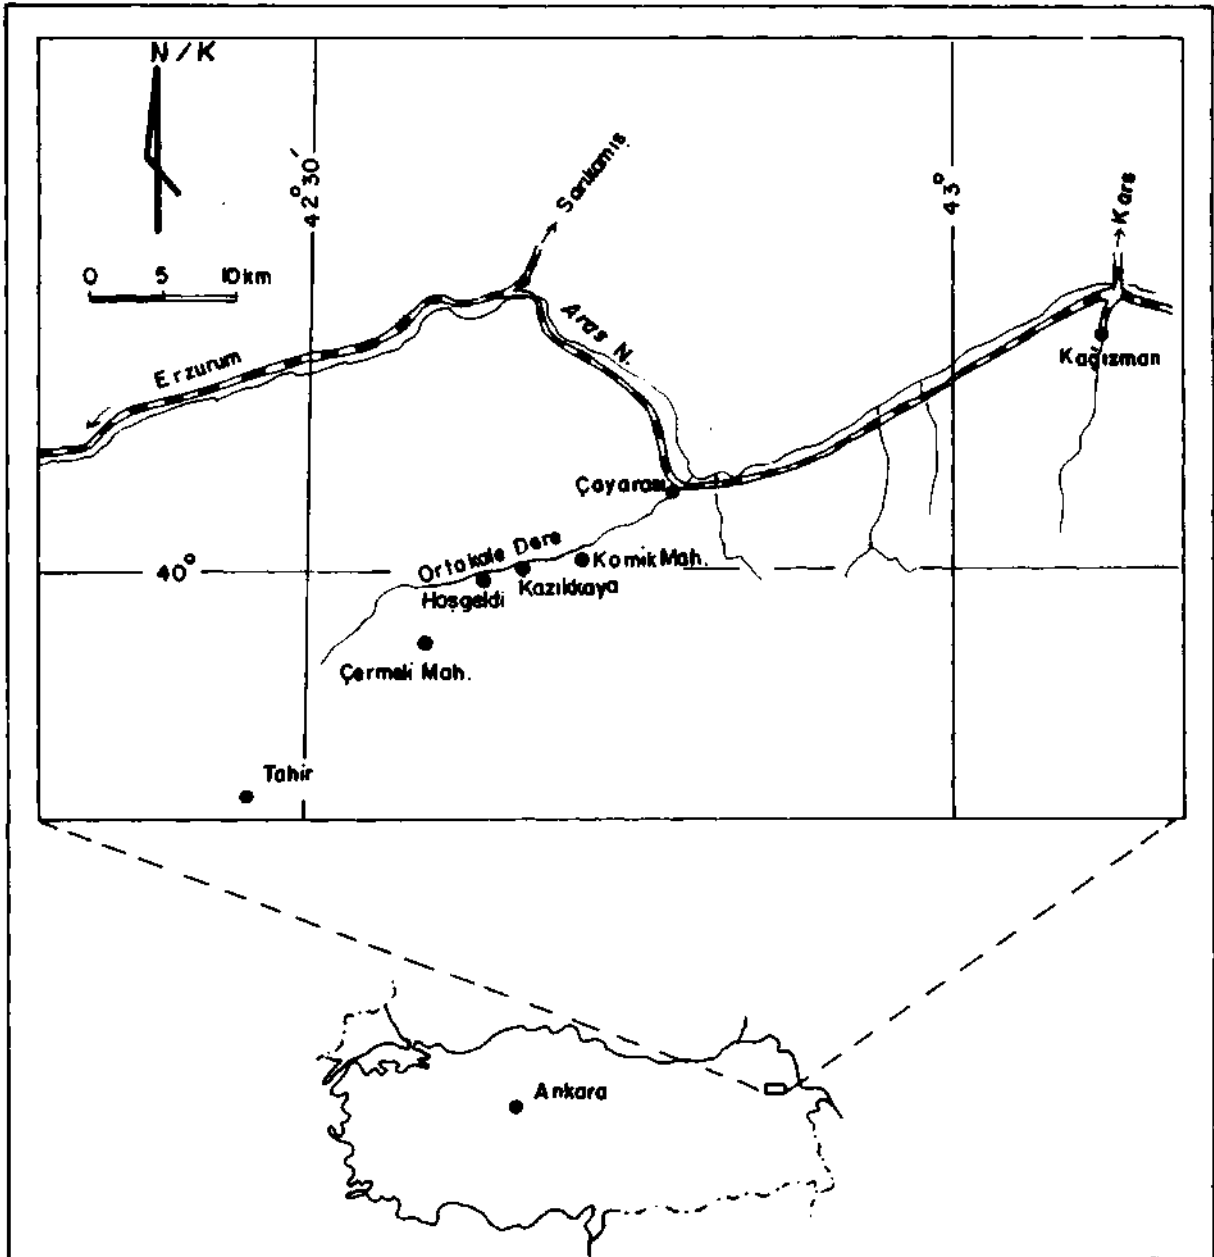 N/K
42°30'
43°
Sarıkamış
Kars
0 5 10km
Aras N.
Erzurum
Kağızman
Çayarası
Ortakale Dere
40°
Komik Mah.
Kazıkkaya
Hoşgeldi
Çermek Mah.
Tahir
Ankara